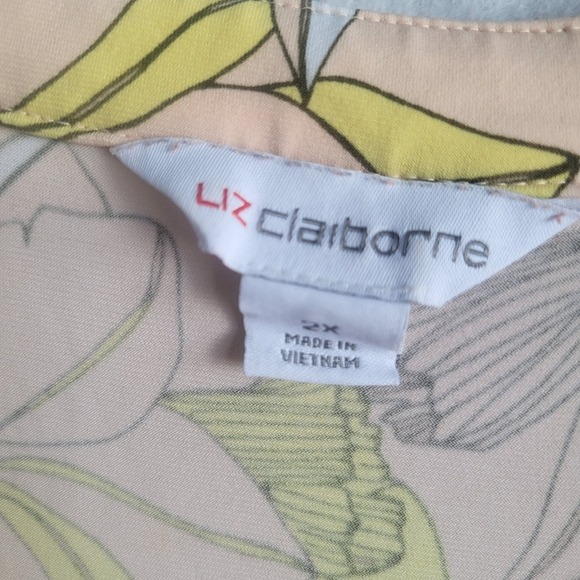 LIZ claiborne
2X
MADE IN
VIETNAM